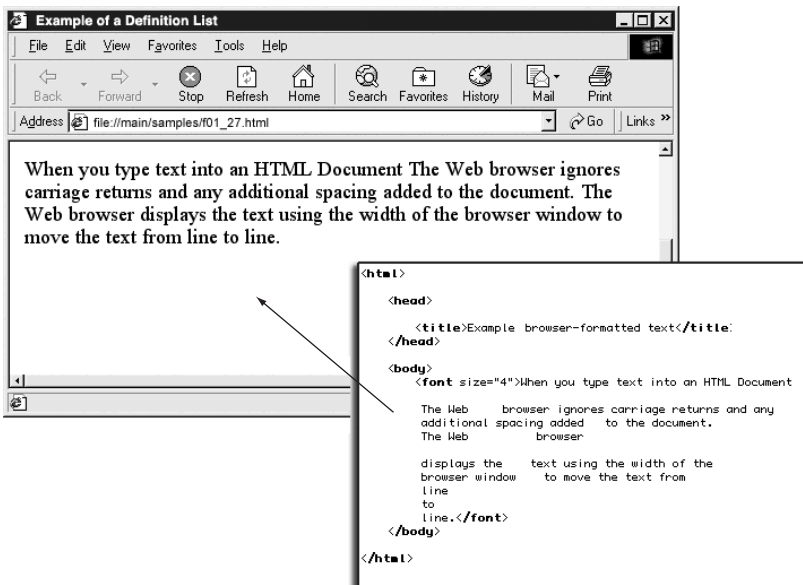 Example of a Definition List
File Edit View Favorites Tools Help
Back Forward Stop Refresh Home Search Favorites History Mail Print
Address file://main/samples/f01_27.html Go Links »
When you type text into an HTML Document The Web browser ignores
carriage returns and any additional spacing added to the document. The
Web browser displays the text using the width of the browser window to
move the text from line to line.
<html>
<head>
<title>Example browser-formatted text</title
</head>
<body>
<font size="4">When you type text into an HTML Document
The Web browser ignores carriage returns and any
additional spacing added to the document.
The Web browser
displays the text using the width of the
browser window to move the text from
line
to
line.</font>
</body>
</html>